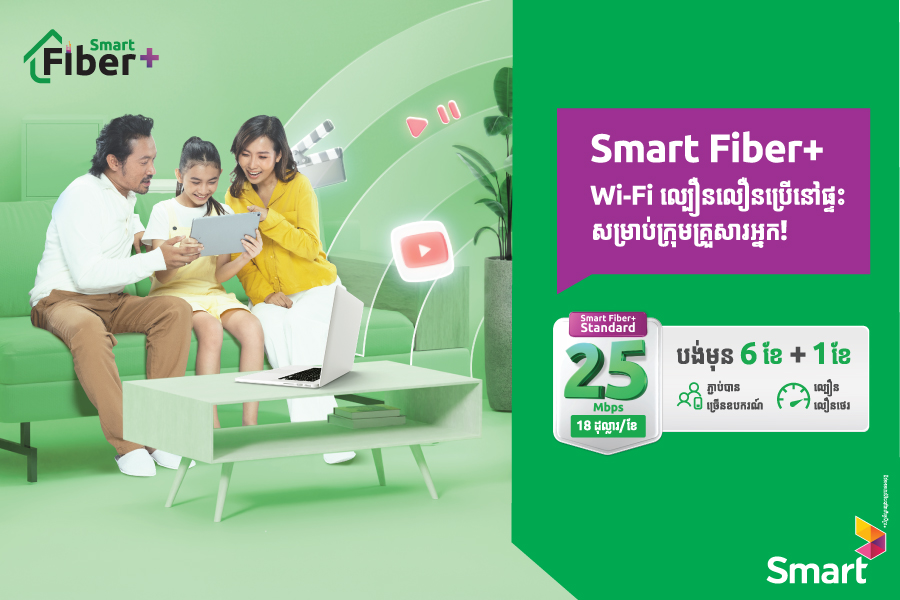 Smart
Fiber+
Smart Fiber+
Wi-Fi ល្បឿនលឿនប្រើនៅផ្ទះ
សម្រាប់ក្រុមគ្រួសារអ្នក!
Smart Fiber+
Standard
25
Mbps
18 ដុល្លារ/ខែ
បង់មុន 6 ខែ + 1 ខែ
ភ្ជាប់បាន
ច្រើនឧបករណ៍
ល្បឿន
លឿនថេរ
Smart